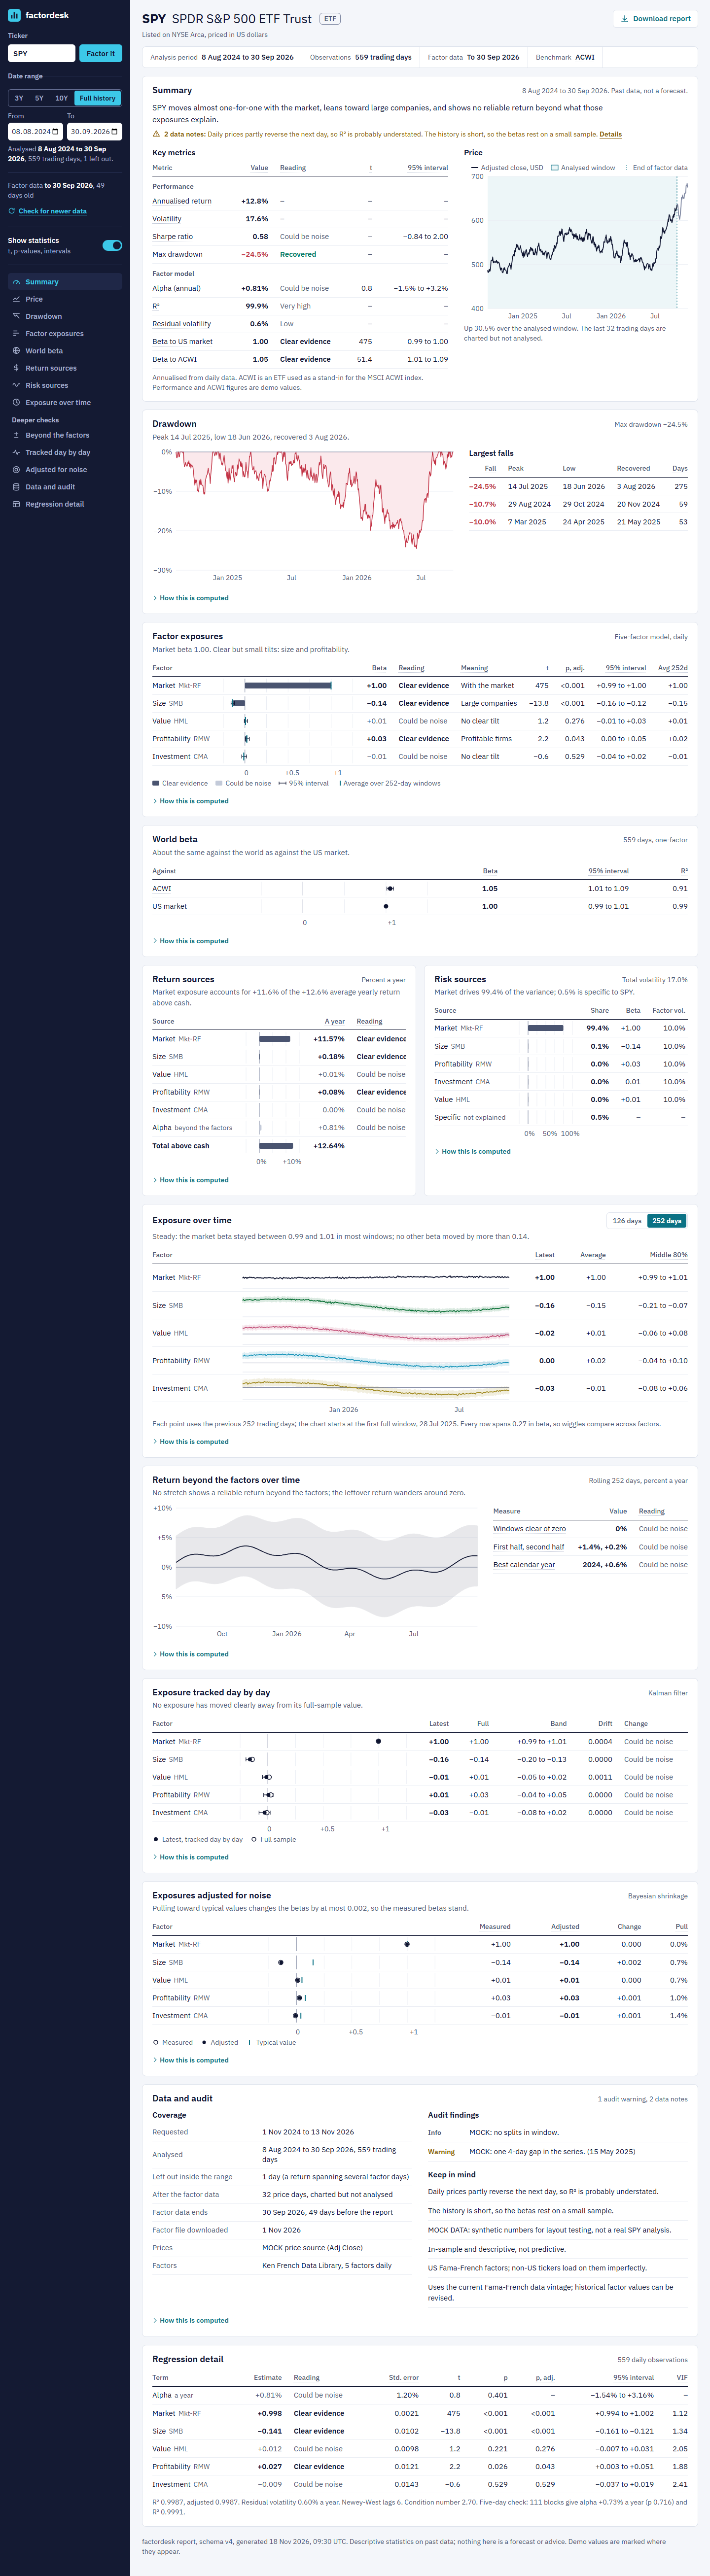 factordesk
Ticker
SPY
Factor it
Date range
3Y 5Y 10Y Full history
From To
08.08.2024 30.09.2026
Analysed 8 Aug 2024 to 30 Sep
2026, 559 trading days, 1 left out.
Factor data to 30 Sep 2026, 49
days old
Check for newer data
Show statistics
t, p-values, intervals
Summary
Price
Drawdown
Factor exposures
World beta
Return sources
Risk sources
Exposure over time
Deeper checks
Beyond the factors
Tracked day by day
Adjusted for noise
Data and audit
Regression detail
SPY SPDR S&P 500 ETF Trust ETF
Download report
Listed on NYSE Arca, priced in US dollars
Analysis period 8 Aug 2024 to 30 Sep 2026 Observations 559 trading days Factor data To 30 Sep 2026 Benchmark ACWI
Summary
8 Aug 2024 to 30 Sep 2026. Past data, not a forecast.
SPY moves almost one-for-one with the market, leans toward large companies, and shows no reliable return beyond what those
exposures explain.
2 data notes: Daily prices partly reverse the next day, so R² is probably understated. The history is short, so the betas rest on a small sample. Details
Key metrics
Metric Value Reading t 95% interval
Performance
Annualised return +12.8% – – –
Volatility 17.6% – – –
Sharpe ratio 0.58 Could be noise – −0.84 to 2.00
Max drawdown −24.5% Recovered – –
Factor model
Alpha (annual) +0.81% Could be noise 0.8 −1.5% to +3.2%
R² 99.9% Very high – –
Residual volatility 0.6% Low – –
Beta to US market 1.00 Clear evidence 475 0.99 to 1.00
Beta to ACWI 1.05 Clear evidence 51.4 1.01 to 1.09
Annualised from daily data. ACWI is an ETF used as a stand-in for the MSCI ACWI index.
Performance and ACWI figures are demo values.
Price
Adjusted close, USD Analysed window End of factor data
700
600
500
400
Jan 2025 Jul Jan 2026 Jul
Up 30.5% over the analysed window. The last 32 trading days are
charted but not analysed.
Drawdown
Max drawdown −24.5%
Peak 14 Jul 2025, low 18 Jun 2026, recovered 3 Aug 2026.
0%
−10%
−20%
−30%
Jan 2025 Jul Jan 2026 Jul
Largest falls
Fall Peak Low Recovered Days
−24.5% 14 Jul 2025 18 Jun 2026 3 Aug 2026 275
−10.7% 29 Aug 2024 29 Oct 2024 20 Nov 2024 59
−10.0% 7 Mar 2025 24 Apr 2025 21 May 2025 53
How this is computed
Factor exposures
Five-factor model, daily
Market beta 1.00. Clear but small tilts: size and profitability.
Factor Beta Reading Meaning t p, adj. 95% interval Avg 252d
Market Mkt-RF +1.00 Clear evidence With the market 475 <0.001 +0.99 to +1.00 +1.00
Size SMB −0.14 Clear evidence Large companies −13.8 <0.001 −0.16 to −0.12 −0.15
Value HML +0.01 Could be noise No clear tilt 1.2 0.276 −0.01 to +0.03 +0.01
Profitability RMW +0.03 Clear evidence Profitable firms 2.2 0.043 0.00 to +0.05 +0.02
Investment CMA −0.01 Could be noise No clear tilt −0.6 0.529 −0.04 to +0.02 −0.01
0 +0.5 +1
Clear evidence Could be noise 95% interval Average over 252-day windows
How this is computed
World beta
559 days, one-factor
About the same against the world as against the US market.
Against Beta 95% interval R²
ACWI 1.05 1.01 to 1.09 0.91
US market 1.00 0.99 to 1.01 0.99
0 +1
How this is computed
Return sources
Percent a year
Market exposure accounts for +11.6% of the +12.6% average yearly return
above cash.
Source A year Reading
Market Mkt-RF +11.57% Clear evidence
Size SMB +0.18% Clear evidence
Value HML +0.01% Could be noise
Profitability RMW +0.08% Clear evidence
Investment CMA 0.00% Could be noise
Alpha beyond the factors +0.81% Could be noise
Total above cash +12.64%
0% +10%
How this is computed
Risk sources
Total volatility 17.0%
Market drives 99.4% of the variance; 0.5% is specific to SPY.
Source Share Beta Factor vol.
Market Mkt-RF 99.4% +1.00 10.0%
Size SMB 0.1% −0.14 10.0%
Profitability RMW 0.0% +0.03 10.0%
Investment CMA 0.0% −0.01 10.0%
Value HML 0.0% +0.01 10.0%
Specific not explained 0.5% – –
0% 50% 100%
How this is computed
Exposure over time
126 days 252 days
Steady: the market beta stayed between 0.99 and 1.01 in most windows; no other beta moved by more than 0.14.
Factor Latest Average Middle 80%
Market Mkt-RF +1.00 +1.00 +0.99 to +1.01
Size SMB −0.16 −0.15 −0.21 to −0.07
Value HML −0.02 +0.01 −0.06 to +0.08
Profitability RMW 0.00 +0.02 −0.04 to +0.10
Investment CMA −0.03 −0.01 −0.08 to +0.06
Jan 2026 Jul
Each point uses the previous 252 trading days; the chart starts at the first full window, 28 Jul 2025. Every row spans 0.27 in beta, so wiggles compare across factors.
How this is computed
Return beyond the factors over time
Rolling 252 days, percent a year
No stretch shows a reliable return beyond the factors; the leftover return wanders around zero.
+10%
+5%
0%
−5%
−10%
Oct Jan 2026 Apr Jul
Measure Value Reading
Windows clear of zero 0% Could be noise
First half, second half +1.4%, +0.2% Could be noise
Best calendar year 2024, +0.6% Could be noise
How this is computed
Exposure tracked day by day
Kalman filter
No exposure has moved clearly away from its full-sample value.
Factor Latest Full Band Drift Change
Market Mkt-RF +1.00 +1.00 +0.99 to +1.01 0.0004 Could be noise
Size SMB −0.16 −0.14 −0.20 to −0.13 0.0000 Could be noise
Value HML −0.01 +0.01 −0.05 to +0.02 0.0011 Could be noise
Profitability RMW +0.01 +0.03 −0.04 to +0.05 0.0000 Could be noise
Investment CMA −0.03 −0.01 −0.08 to +0.02 0.0000 Could be noise
0 +0.5 +1
Latest, tracked day by day Full sample
How this is computed
Exposures adjusted for noise
Bayesian shrinkage
Pulling toward typical values changes the betas by at most 0.002, so the measured betas stand.
Factor Measured Adjusted Change Pull
Market Mkt-RF +1.00 +1.00 0.000 0.0%
Size SMB −0.14 −0.14 +0.002 0.7%
Value HML +0.01 +0.01 0.000 0.7%
Profitability RMW +0.03 +0.03 +0.001 1.0%
Investment CMA −0.01 −0.01 +0.001 1.4%
0 +0.5 +1
Measured Adjusted Typical value
How this is computed
Data and audit
1 audit warning, 2 data notes
Coverage
Requested 1 Nov 2024 to 13 Nov 2026
Analysed 8 Aug 2024 to 30 Sep 2026, 559 trading
days
Left out inside the range 1 day (a return spanning several factor days)
After the factor data 32 price days, charted but not analysed
Factor data ends 30 Sep 2026, 49 days before the report
Factor file downloaded 1 Nov 2026
Prices MOCK price source (Adj Close)
Factors Ken French Data Library, 5 factors daily
Audit findings
Info MOCK: no splits in window.
Warning MOCK: one 4-day gap in the series. (15 May 2025)
Keep in mind
Daily prices partly reverse the next day, so R² is probably understated.
The history is short, so the betas rest on a small sample.
MOCK DATA: synthetic numbers for layout testing, not a real SPY analysis.
In-sample and descriptive, not predictive.
US Fama-French factors; non-US tickers load on them imperfectly.
Uses the current Fama-French data vintage; historical factor values can be
revised.
How this is computed
Regression detail
559 daily observations
Term Estimate Reading Std. error t p p, adj. 95% interval VIF
Alpha a year +0.81% Could be noise 1.20% 0.8 0.401 – −1.54% to +3.16% –
Market Mkt-RF +0.998 Clear evidence 0.0021 475 <0.001 <0.001 +0.994 to +1.002 1.12
Size SMB −0.141 Clear evidence 0.0102 −13.8 <0.001 <0.001 −0.161 to −0.121 1.34
Value HML +0.012 Could be noise 0.0098 1.2 0.221 0.276 −0.007 to +0.031 2.05
Profitability RMW +0.027 Clear evidence 0.0121 2.2 0.026 0.043 +0.003 to +0.051 1.88
Investment CMA −0.009 Could be noise 0.0143 −0.6 0.529 0.529 −0.037 to +0.019 2.41
R² 0.9987, adjusted 0.9987. Residual volatility 0.60% a year. Newey-West lags 6. Condition number 2.70. Five-day check: 111 blocks give alpha +0.73% a year (p 0.716) and
R² 0.9991.
factordesk report, schema v4, generated 18 Nov 2026, 09:30 UTC. Descriptive statistics on past data; nothing here is a forecast or advice. Demo values are marked where
they appear.